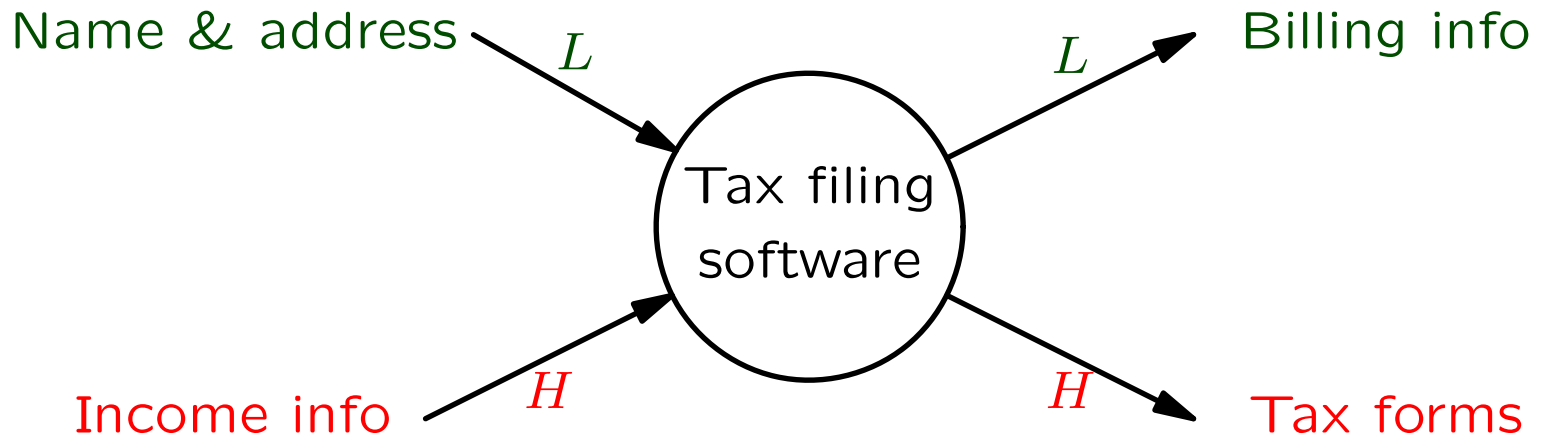 Name & address
L
L
Billing info
Tax filing
software
Income info
H
H
Tax forms